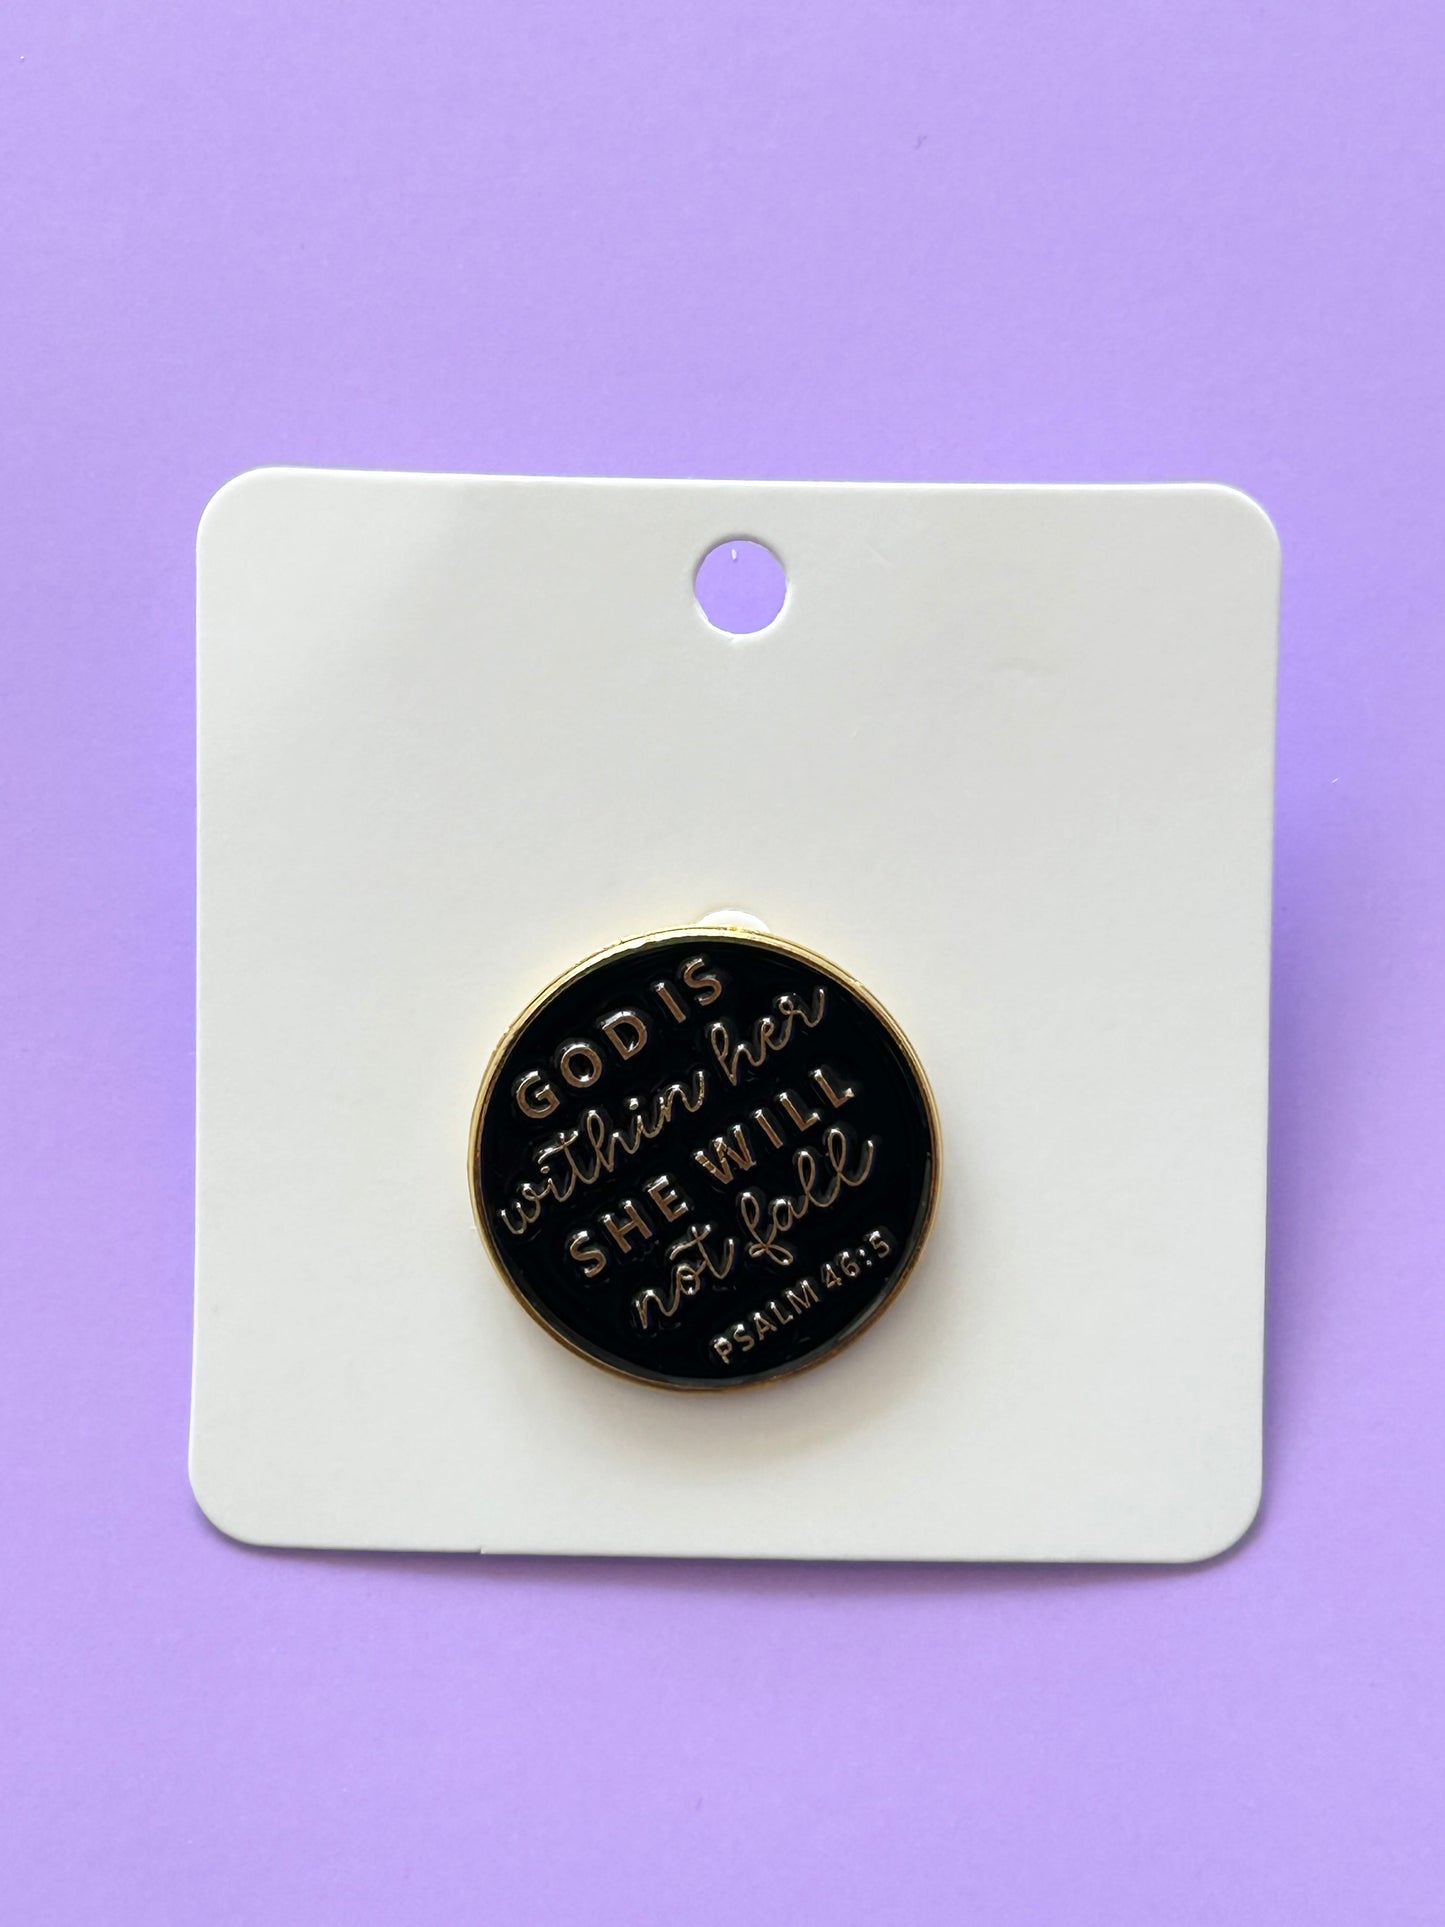 GOD IS
within her
SHE WILL
not fall
PSALM 46:5